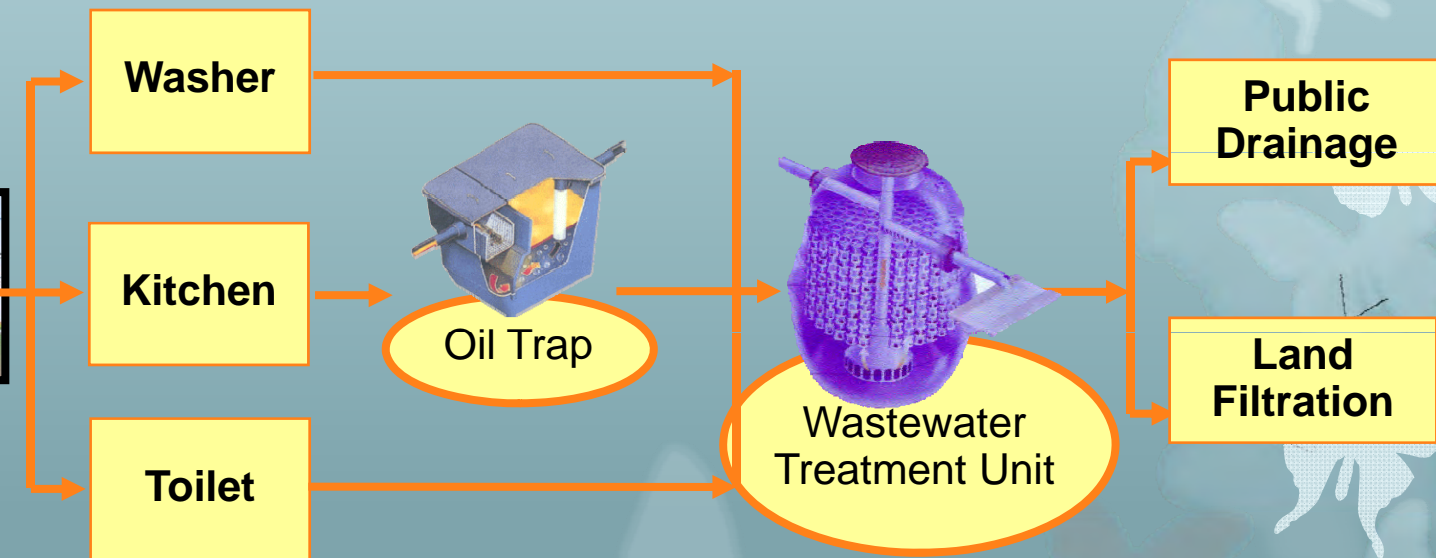 Washer
Kitchen
Toilet
Oil Trap
Wastewater
Treatment Unit
Public
Drainage
Land
Filtration